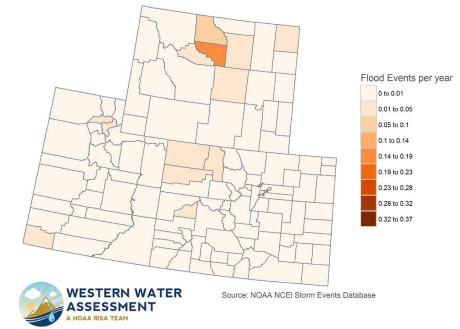 Flood Events per year
0 to 0.01
0.01 to 0.05
0.05 to 0.1
0.1 to 0.14
0.14 to 0.19
0.19 to 0.23
0.23 to 0.28
0.28 to 0.32
0.32 to 0.37
WESTERN WATER
ASSESSMENT
A NOAA RISA TEAM
Source: NOAA NCEI Storm Events Database